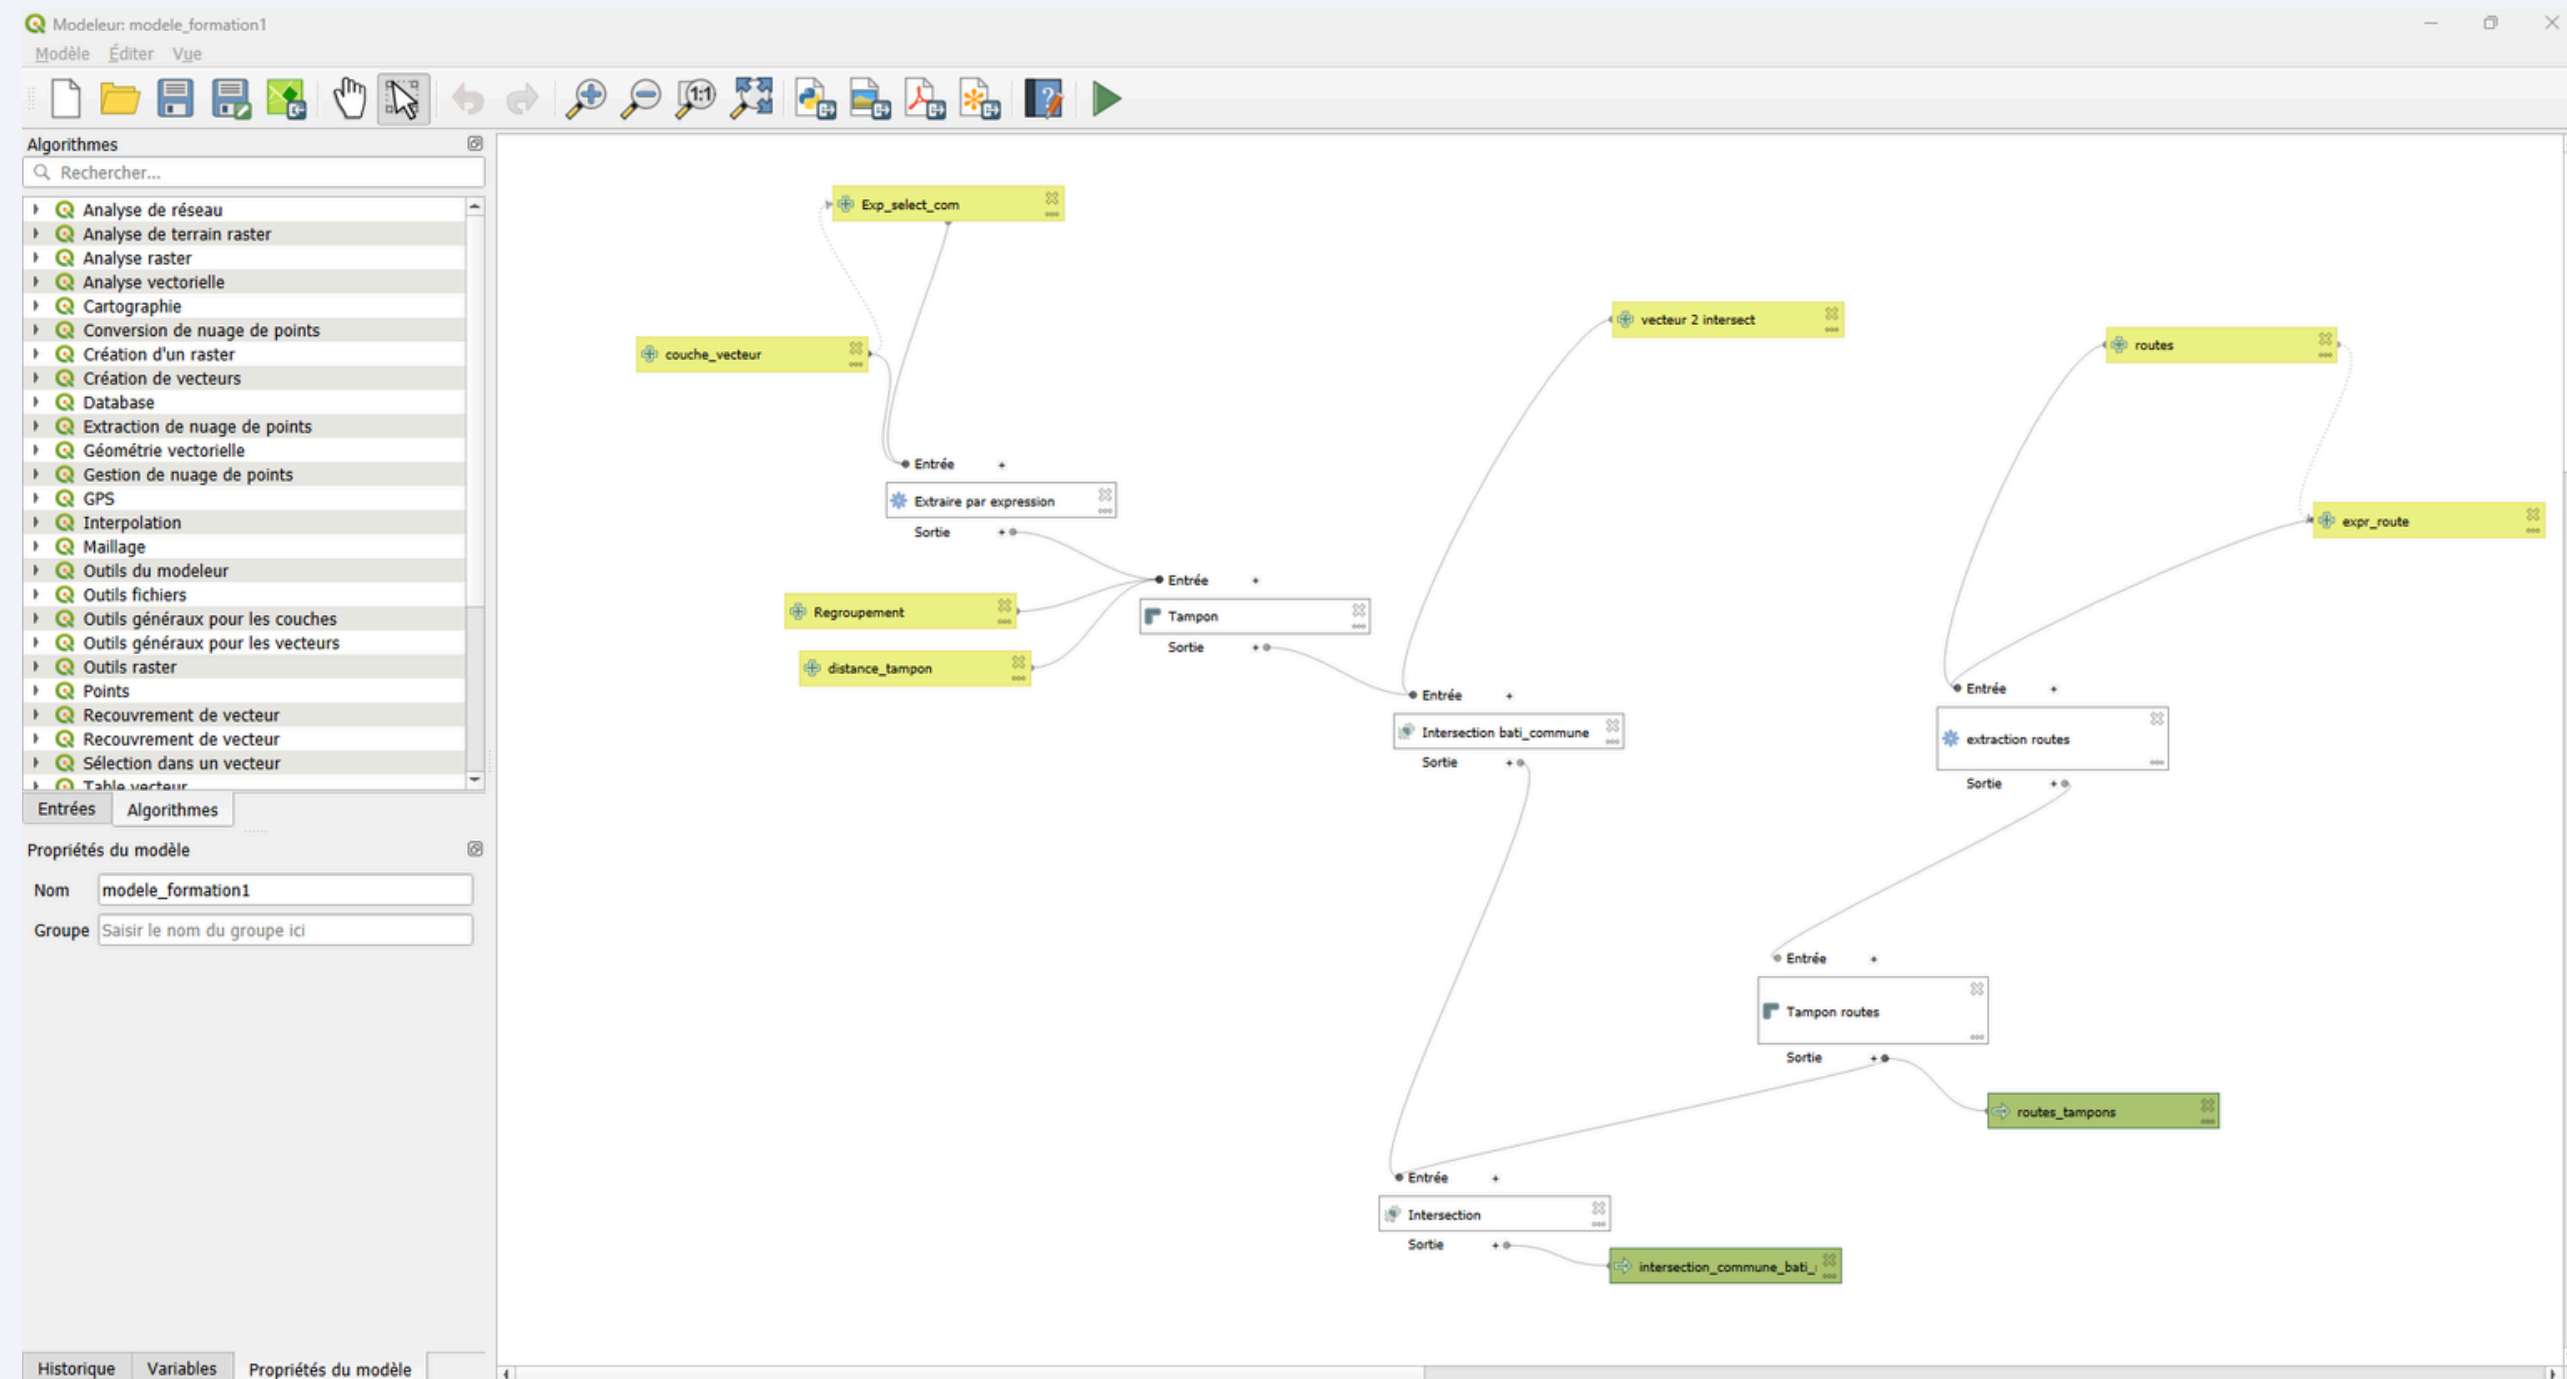 Modeleur: modele_formation1
Modèle Éditer Vue
Algorithmes
Rechercher...
Analyse de réseau
Analyse de terrain raster
Analyse raster
Analyse vectorielle
Cartographie
Conversion de nuage de points
Création d'un raster
Création de vecteurs
Database
Extraction de nuage de points
Géométrie vectorielle
Gestion de nuage de points
GPS
Interpolation
Maillage
Outils du modeleur
Outils fichiers
Outils généraux pour les couches
Outils généraux pour les vecteurs
Outils raster
Points
Recouvrement de vecteur
Recouvrement de vecteur
Sélection dans un vecteur
Table vecteur
Entrées Algorithmes
Propriétés du modèle
Nom modele_formation1
Groupe Saisir le nom du groupe ici
Historique Variables Propriétés du modèle
1:1
Exp_select_com
couche_vecteur
Entrée +
Extraire par expression
Sortie +
Regroupement
distance_tampon
Entrée +
Tampon
Sortie +
vecteur 2 intersect
Entrée +
Intersection bati_commune
Sortie +
routes
expr_route
Entrée +
extraction routes
Sortie +
Entrée +
Tampon routes
Sortie +
routes_tampons
Entrée +
Intersection
Sortie +
intersection_commune_bati_